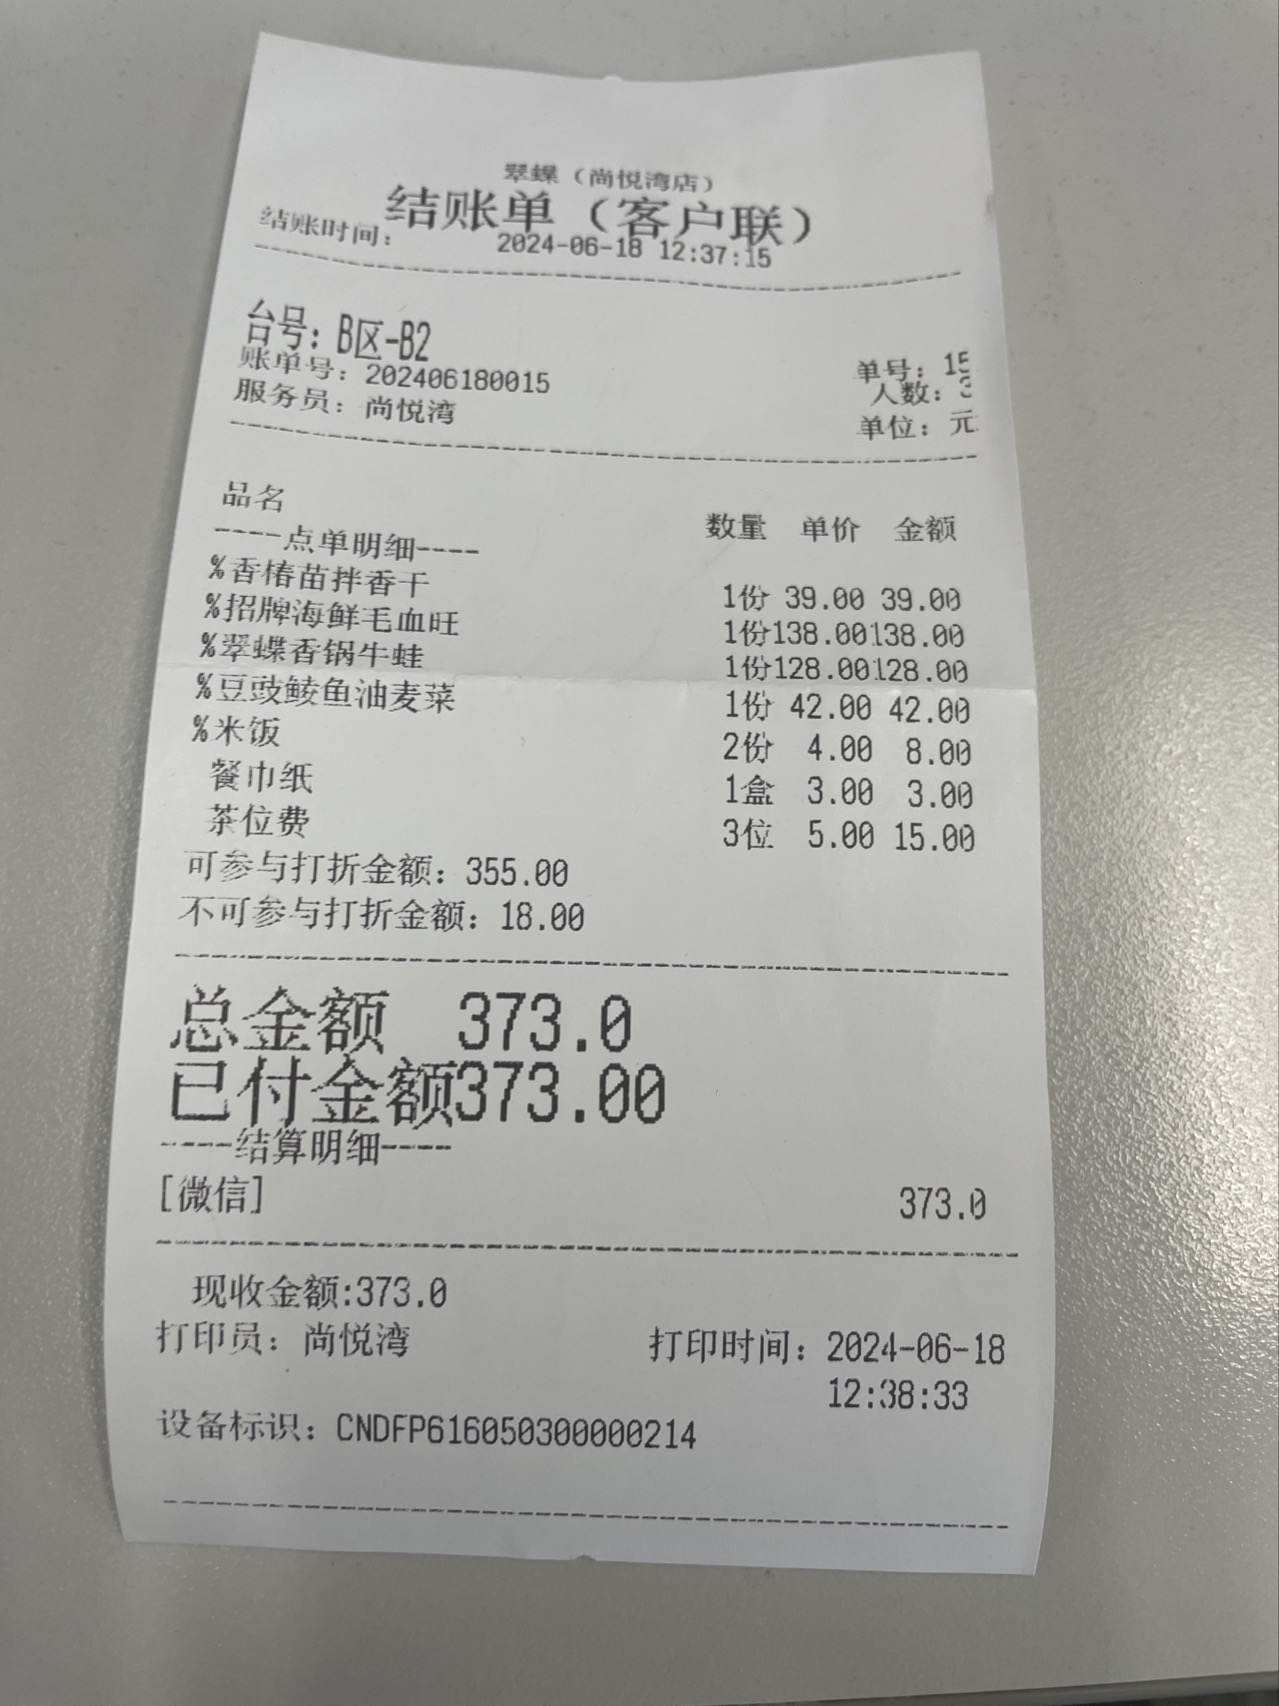 翠蝶（尚悦湾店）
结账单（客户联）
结账时间： 2024-06-18 12:37:15
台号：B区-B2
账单号：202406180015 单号：15
服务员：尚悦湾 人数：3
单位：元
品名 数量 单价 金额
----点单明细----
%香椿苗拌香干 1份 39.00 39.00
%招牌海鲜毛血旺 1份138.00138.00
%翠蝶香锅牛蛙 1份128.00128.00
%豆豉鲮鱼油麦菜 1份 42.00 42.00
%米饭 2份 4.00 8.00
餐巾纸 1盒 3.00 3.00
茶位费 3位 5.00 15.00
可参与打折金额：355.00
不可参与打折金额：18.00
总金额 373.0
已付金额373.00
----结算明细----
[微信] 373.0
现收金额:373.0
打印员：尚悦湾 打印时间：2024-06-18
12:38:33
设备标识：CNDFP616050300000214